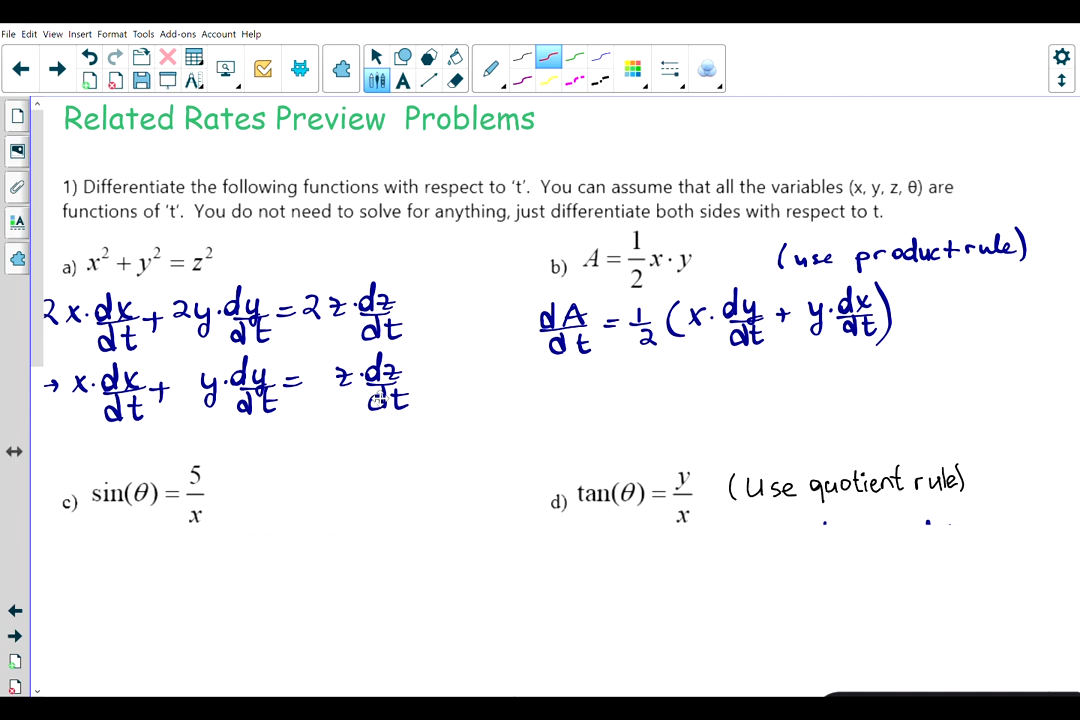 File Edit View Insert Format Tools Add-ons Account Help
Related Rates Preview Problems
1) Differentiate the following functions with respect to 't'. You can assume that all the variables (x, y, z, θ) are
functions of 't'. You do not need to solve for anything, just differentiate both sides with respect to t.
a) x² + y² = z²
b) A = 1/2 x · y (use product rule)
2x · dx/dt + 2y · dy/dt = 2z · dz/dt
dA/dt = 1/2 (x · dy/dt + y · dx/dt)
→ x · dx/dt + y · dy/dt = z · dz/dt
c) sin(θ) = 5/x
d) tan(θ) = y/x (Use quotient rule)